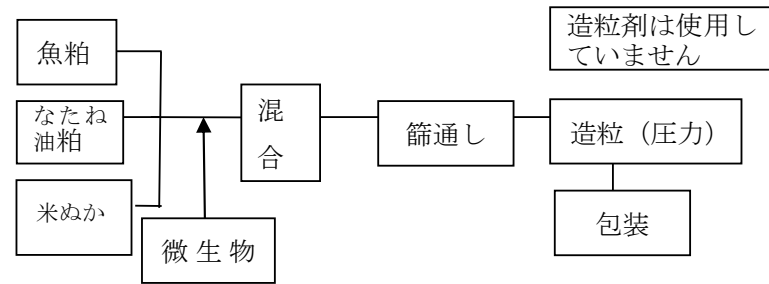 造粒剤は使用し
ていません
魚粕
なたね
油粕
米ぬか
微生物
混
合
篩通し
造粒（圧力）
包装